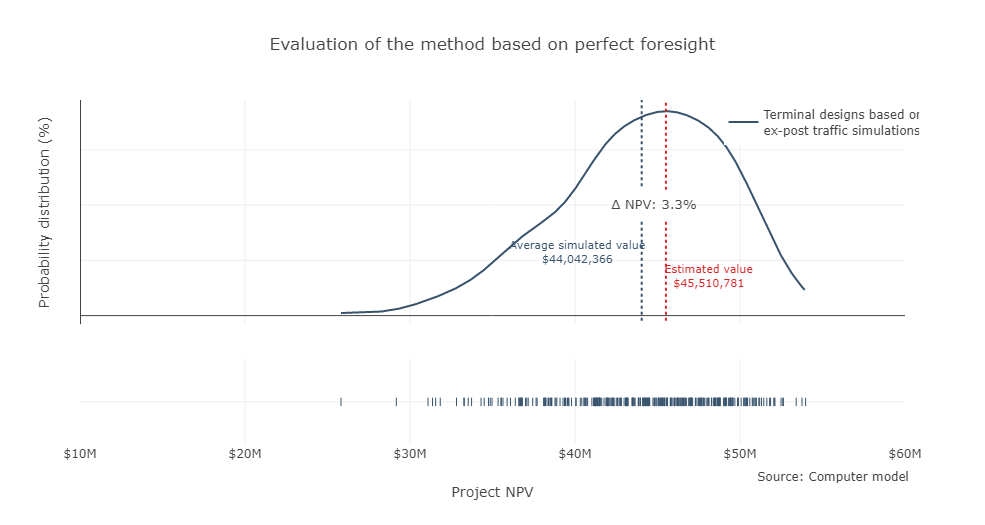 Evaluation of the method based on perfect foresight
Probability distribution (%)
Terminal designs based on
ex-post traffic simulations
Δ NPV: 3.3%
Average simulated value
$44,042,366
Estimated value
$45,510,781
$10M $20M $30M $40M $50M $60M
Source: Computer model
Project NPV